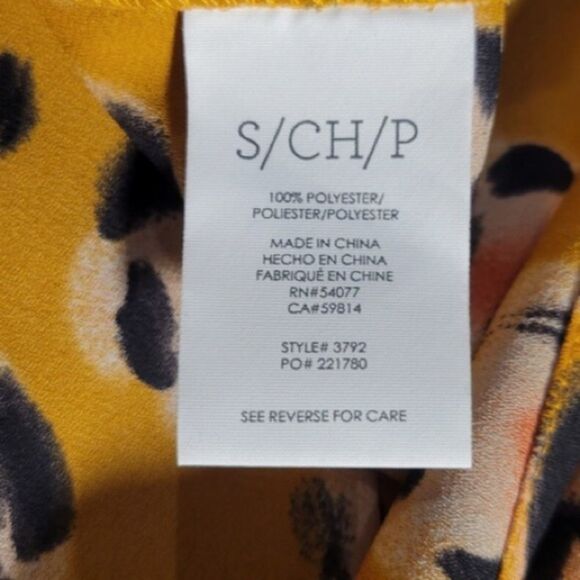 S/CH/P
100% POLYESTER/
POLIESTER/POLYESTER
MADE IN CHINA
HECHO EN CHINA
FABRIQUÉ EN CHINE
RN#54077
CA#59814
STYLE# 3792
PO# 221780
SEE REVERSE FOR CARE